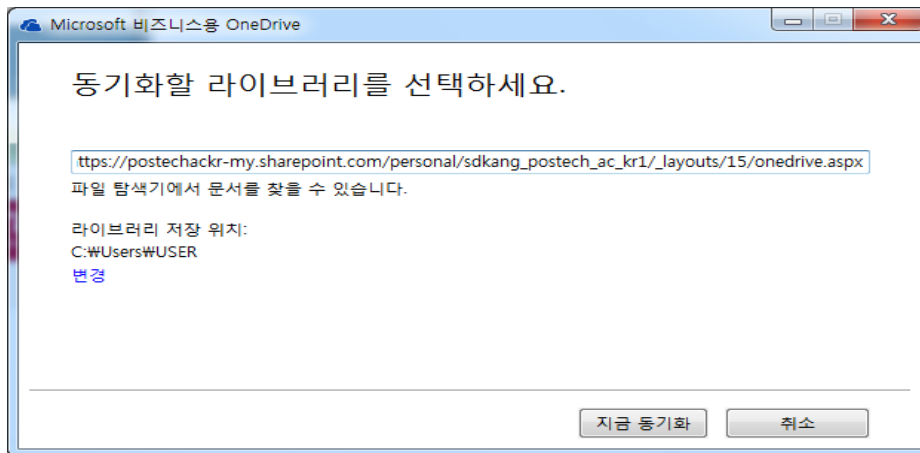 Microsoft 비즈니스용 OneDrive
동기화할 라이브러리를 선택하세요.
ttps://postechackr-my.sharepoint.com/personal/sdkang_postech_ac_kr1/_layouts/15/onedrive.aspx
파일 탐색기에서 문서를 찾을 수 있습니다.
라이브러리 저장 위치:
C:₩Users₩USER
변경
지금 동기화 취소